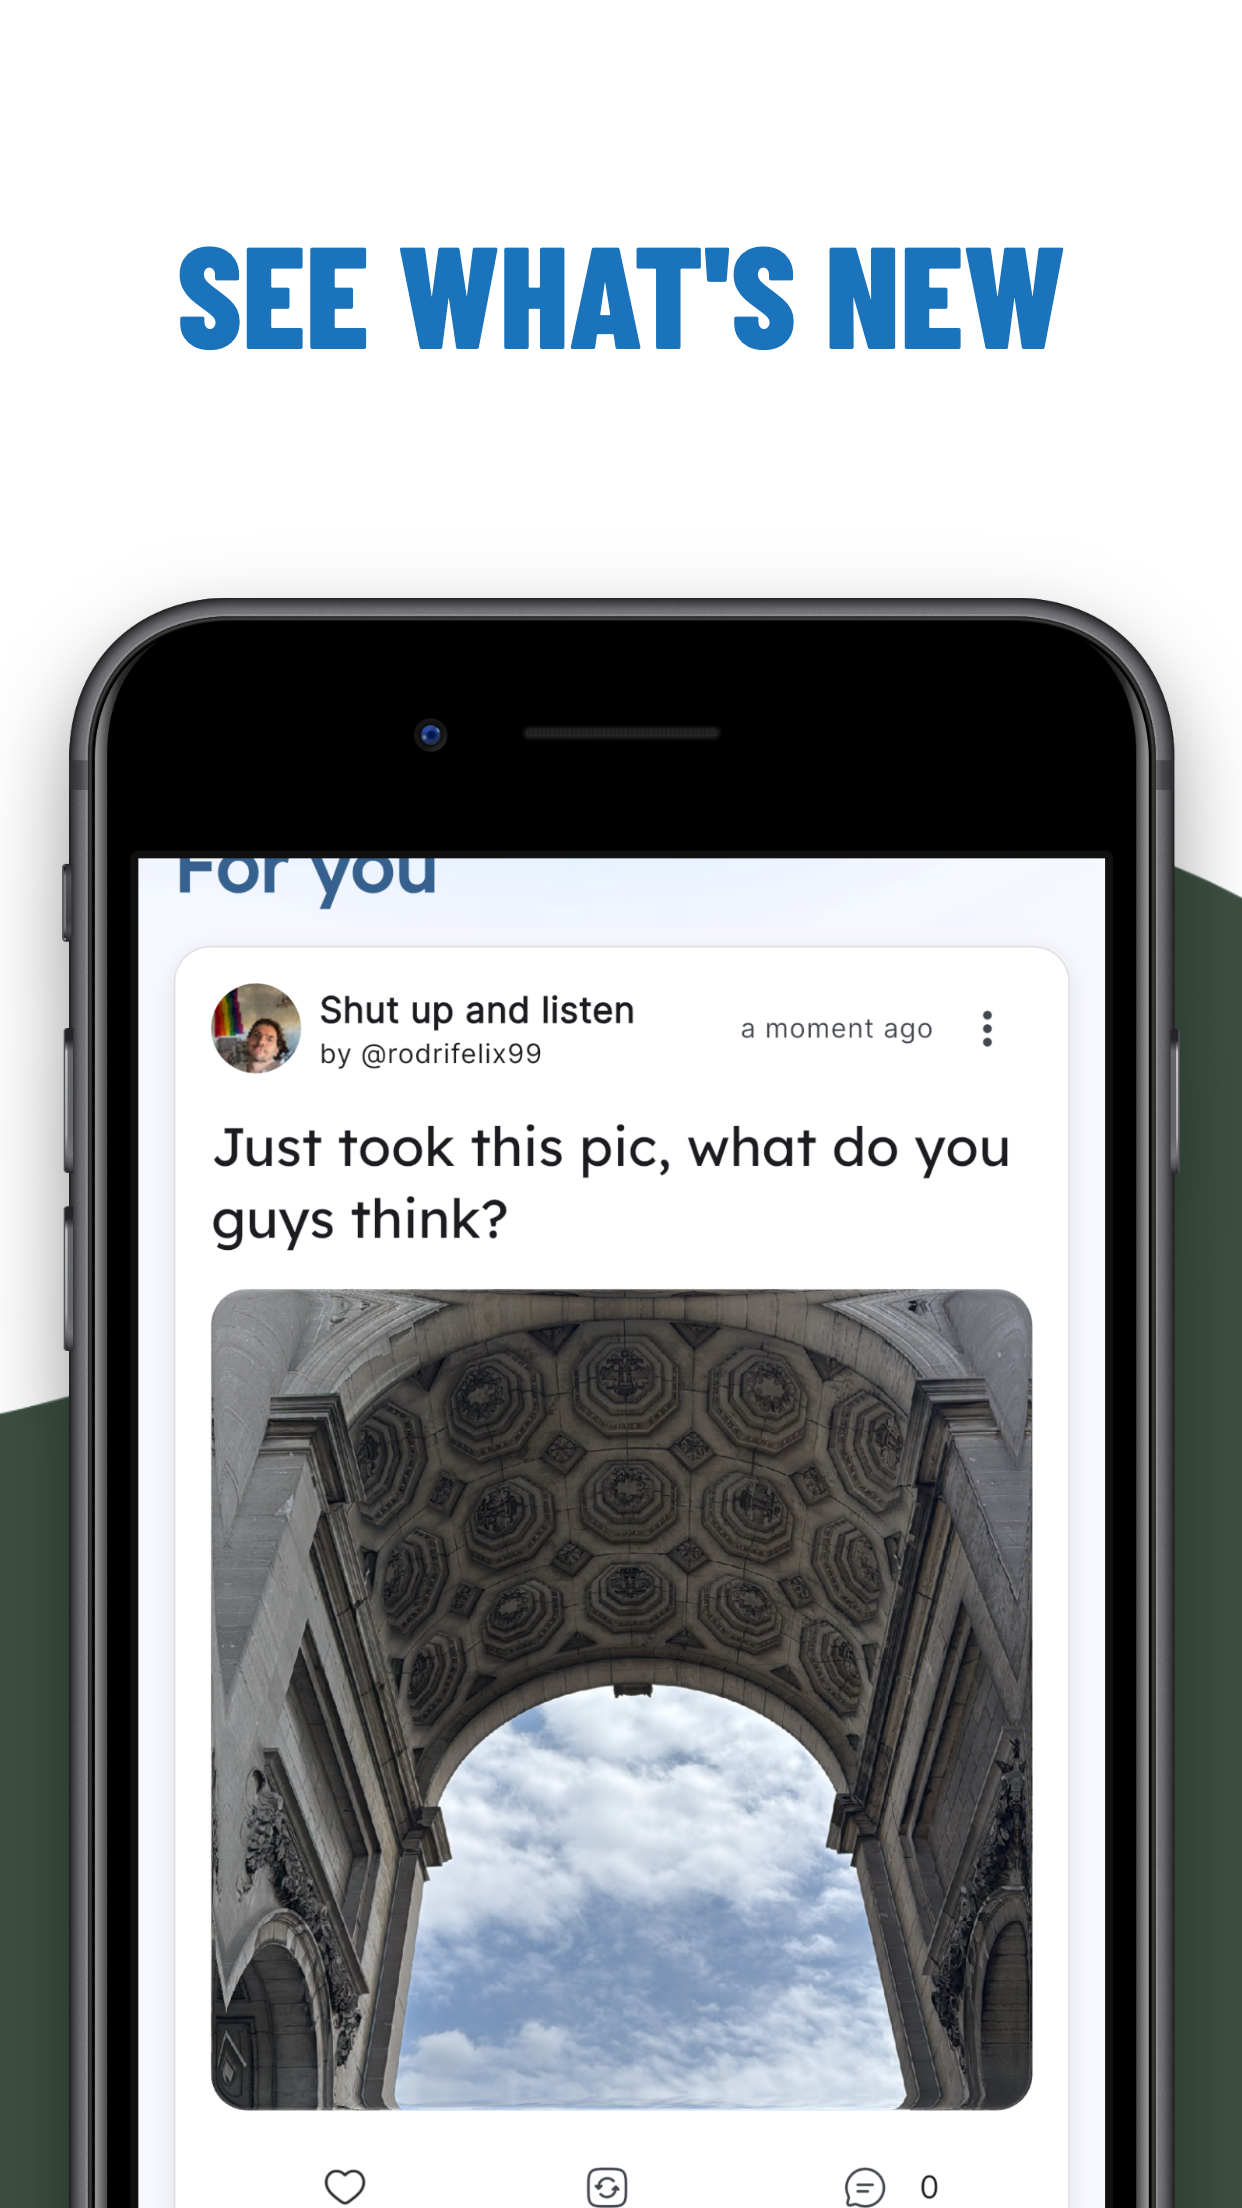 SEE WHAT'S NEW
For you
Shut up and listen
a moment ago
by @rodrifelix99
Just took this pic, what do you
guys think?
0